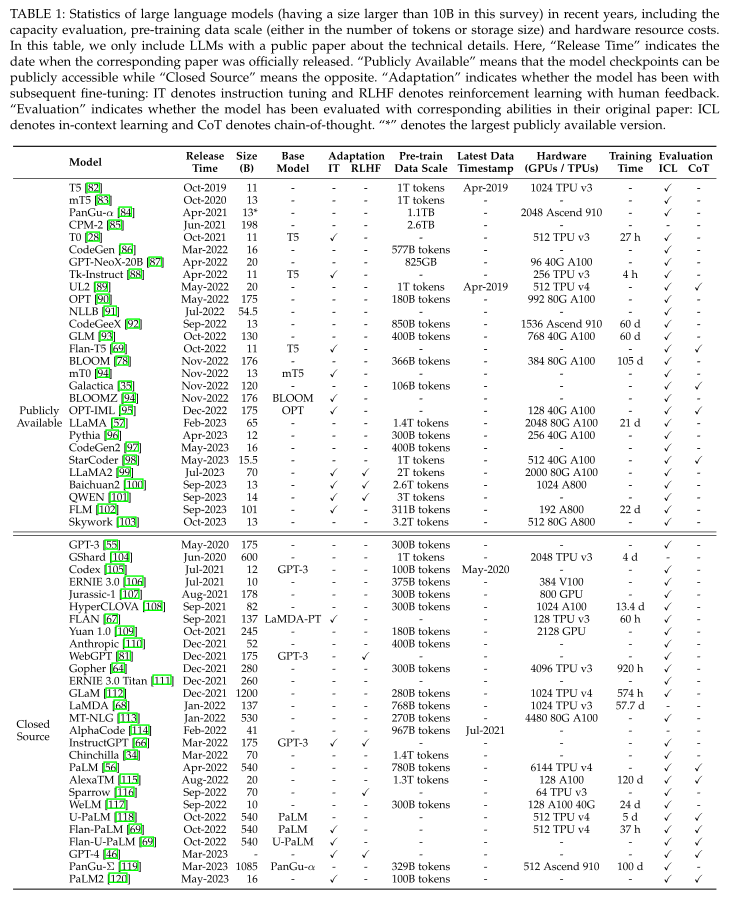 TABLE 1: Statistics of large language models (having a size larger than 10B in this survey) in recent years, including the
capacity evaluation, pre-training data scale (either in the number of tokens or storage size) and hardware resource costs.
In this table, we only include LLMs with a public paper about the technical details. Here, “Release Time” indicates the
date when the corresponding paper was officially released. “Publicly Available” means that the model checkpoints can be
publicly accessible while “Closed Source” means the opposite. “Adaptation” indicates whether the model has been with
subsequent fine-tuning: IT denotes instruction tuning and RLHF denotes reinforcement learning with human feedback.
“Evaluation” indicates whether the model has been evaluated with corresponding abilities in their original paper: ICL
denotes in-context learning and CoT denotes chain-of-thought. “*” denotes the largest publicly available version.
Model Release Size Base Adaptation Pre-train Latest Data Hardware Training Evaluation
Time (B) Model IT RLHF Data Scale Timestamp (GPUs / TPUs) Time ICL CoT
T5 [82] Oct-2019 11 - - - 1T tokens Apr-2019 1024 TPU v3 - ✓ -
mT5 [83] Oct-2020 13 - - - 1T tokens - - - ✓ -
PanGu-α [84] Apr-2021 13* - - - 1.1TB - 2048 Ascend 910 - ✓ -
CPM-2 [85] Jun-2021 198 - - - 2.6TB - - - - -
T0 [28] Oct-2021 11 T5 ✓ - - - 512 TPU v3 27 h ✓ -
CodeGen [86] Mar-2022 16 - - - 577B tokens - - - ✓ -
GPT-NeoX-20B [87] Apr-2022 20 - - - 825GB - 96 40G A100 - ✓ -
Tk-Instruct [88] Apr-2022 11 T5 ✓ - - - 256 TPU v3 4 h ✓ -
UL2 [89] May-2022 20 - - - 1T tokens Apr-2019 512 TPU v4 - ✓ ✓
OPT [90] May-2022 175 - - - 180B tokens - 992 80G A100 - ✓ -
NLLB [91] Jul-2022 54.5 - - - - - - - ✓ -
CodeGeeX [92] Sep-2022 13 - - - 850B tokens - 1536 Ascend 910 60 d ✓ -
GLM [93] Oct-2022 130 - - - 400B tokens - 768 40G A100 60 d ✓ -
Flan-T5 [69] Oct-2022 11 T5 ✓ - - - - - ✓ ✓
BLOOM [78] Nov-2022 176 - - - 366B tokens - 384 80G A100 105 d ✓ -
mT0 [94] Nov-2022 13 mT5 ✓ - - - - - ✓ -
Galactica [35] Nov-2022 120 - - - 106B tokens - - - ✓ ✓
BLOOMZ [94] Nov-2022 176 BLOOM ✓ - - - - - ✓ -
Publicly OPT-IML [95] Dec-2022 175 OPT ✓ - - - 128 40G A100 - ✓ ✓
Available LLaMA [57] Feb-2023 65 - - - 1.4T tokens - 2048 80G A100 21 d ✓ -
Pythia [96] Apr-2023 12 - - - 300B tokens - 256 40G A100 - ✓ -
CodeGen2 [97] May-2023 16 - - - 400B tokens - - - ✓ -
StarCoder [98] May-2023 15.5 - - - 1T tokens - 512 40G A100 - ✓ ✓
LLaMA2 [99] Jul-2023 70 - ✓ ✓ 2T tokens - 2000 80G A100 - ✓ -
Baichuan2 [100] Sep-2023 13 - ✓ ✓ 2.6T tokens - 1024 A800 - ✓ -
QWEN [101] Sep-2023 14 - ✓ ✓ 3T tokens - - - ✓ -
FLM [102] Sep-2023 101 - ✓ - 311B tokens - 192 A800 22 d ✓ -
Skywork [103] Oct-2023 13 - - - 3.2T tokens - 512 80G A800 - ✓ -
GPT-3 [55] May-2020 175 - - - 300B tokens - - - ✓ -
GShard [104] Jun-2020 600 - - - 1T tokens - 2048 TPU v3 4 d - -
Codex [105] Jul-2021 12 GPT-3 - - 100B tokens May-2020 - - ✓ -
ERNIE 3.0 [106] Jul-2021 10 - - - 375B tokens - 384 V100 - ✓ -
Jurassic-1 [107] Aug-2021 178 - - - 300B tokens - 800 GPU - ✓ -
HyperCLOVA [108] Sep-2021 82 - - - 300B tokens - 1024 A100 13.4 d ✓ -
FLAN [67] Sep-2021 137 LaMDA-PT ✓ - - - 128 TPU v3 60 h ✓ -
Yuan 1.0 [109] Oct-2021 245 - - - 180B tokens - 2128 GPU - ✓ -
Anthropic [110] Dec-2021 52 - - - 400B tokens - - - ✓ -
WebGPT [81] Dec-2021 175 GPT-3 - ✓ - - - - ✓ -
Gopher [64] Dec-2021 280 - - - 300B tokens - 4096 TPU v3 920 h ✓ -
ERNIE 3.0 Titan [111] Dec-2021 260 - - - - - - - ✓ -
GLaM [112] Dec-2021 1200 - - - 280B tokens - 1024 TPU v4 574 h ✓ -
LaMDA [68] Jan-2022 137 - - - 768B tokens - 1024 TPU v3 57.7 d - -
Closed MT-NLG [113] Jan-2022 530 - - - 270B tokens - 4480 80G A100 - ✓ -
Source AlphaCode [114] Feb-2022 41 - - - 967B tokens Jul-2021 - - - -
InstructGPT [66] Mar-2022 175 GPT-3 ✓ ✓ - - - - ✓ -
Chinchilla [34] Mar-2022 70 - - - 1.4T tokens - - - ✓ -
PaLM [56] Apr-2022 540 - - - 780B tokens - 6144 TPU v4 - ✓ ✓
AlexaTM [115] Aug-2022 20 - - - 1.3T tokens - 128 A100 120 d ✓ ✓
Sparrow [116] Sep-2022 70 - - ✓ - - 64 TPU v3 - ✓ -
WeLM [117] Sep-2022 10 - - - 300B tokens - 128 A100 40G 24 d ✓ -
U-PaLM [118] Oct-2022 540 PaLM - - - - 512 TPU v4 5 d ✓ ✓
Flan-PaLM [69] Oct-2022 540 PaLM ✓ - - - 512 TPU v4 37 h ✓ ✓
Flan-U-PaLM [69] Oct-2022 540 U-PaLM ✓ - - - - - ✓ ✓
GPT-4 [46] Mar-2023 - - ✓ ✓ - - - - ✓ ✓
PanGu-Σ [119] Mar-2023 1085 PanGu-α - - 329B tokens - 512 Ascend 910 100 d ✓ -
PaLM2 [120] May-2023 16 - ✓ - 100B tokens - - - ✓ ✓